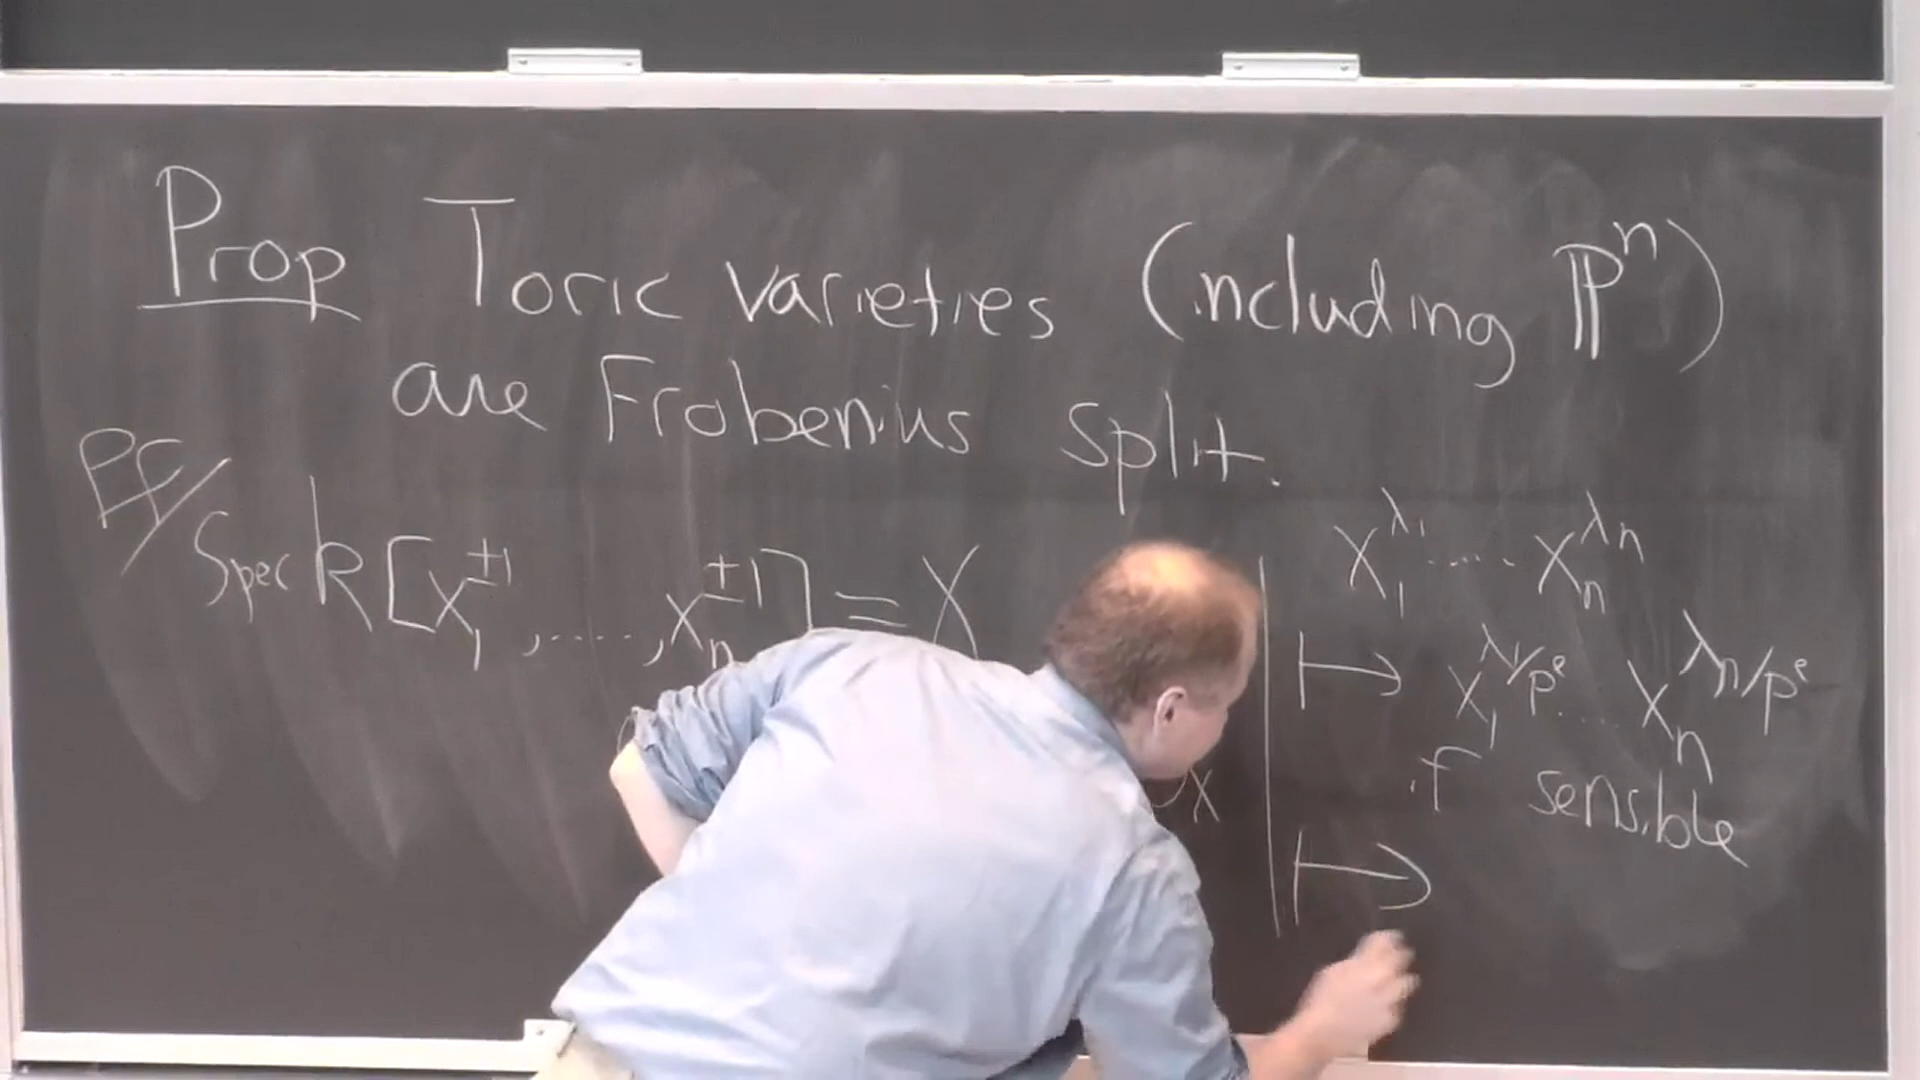 Prop Toric varieties (including ℙⁿ)
are Frobenius split.
Pf/
Spec k[x₁^{±1}, ....., xₙ^{±1}] = X
x₁^{λ₁} ..... xₙ^{λₙ}
↦ x₁^{λ₁/pᵉ} .... xₙ^{λₙ/pᵉ}
if sensible
↦